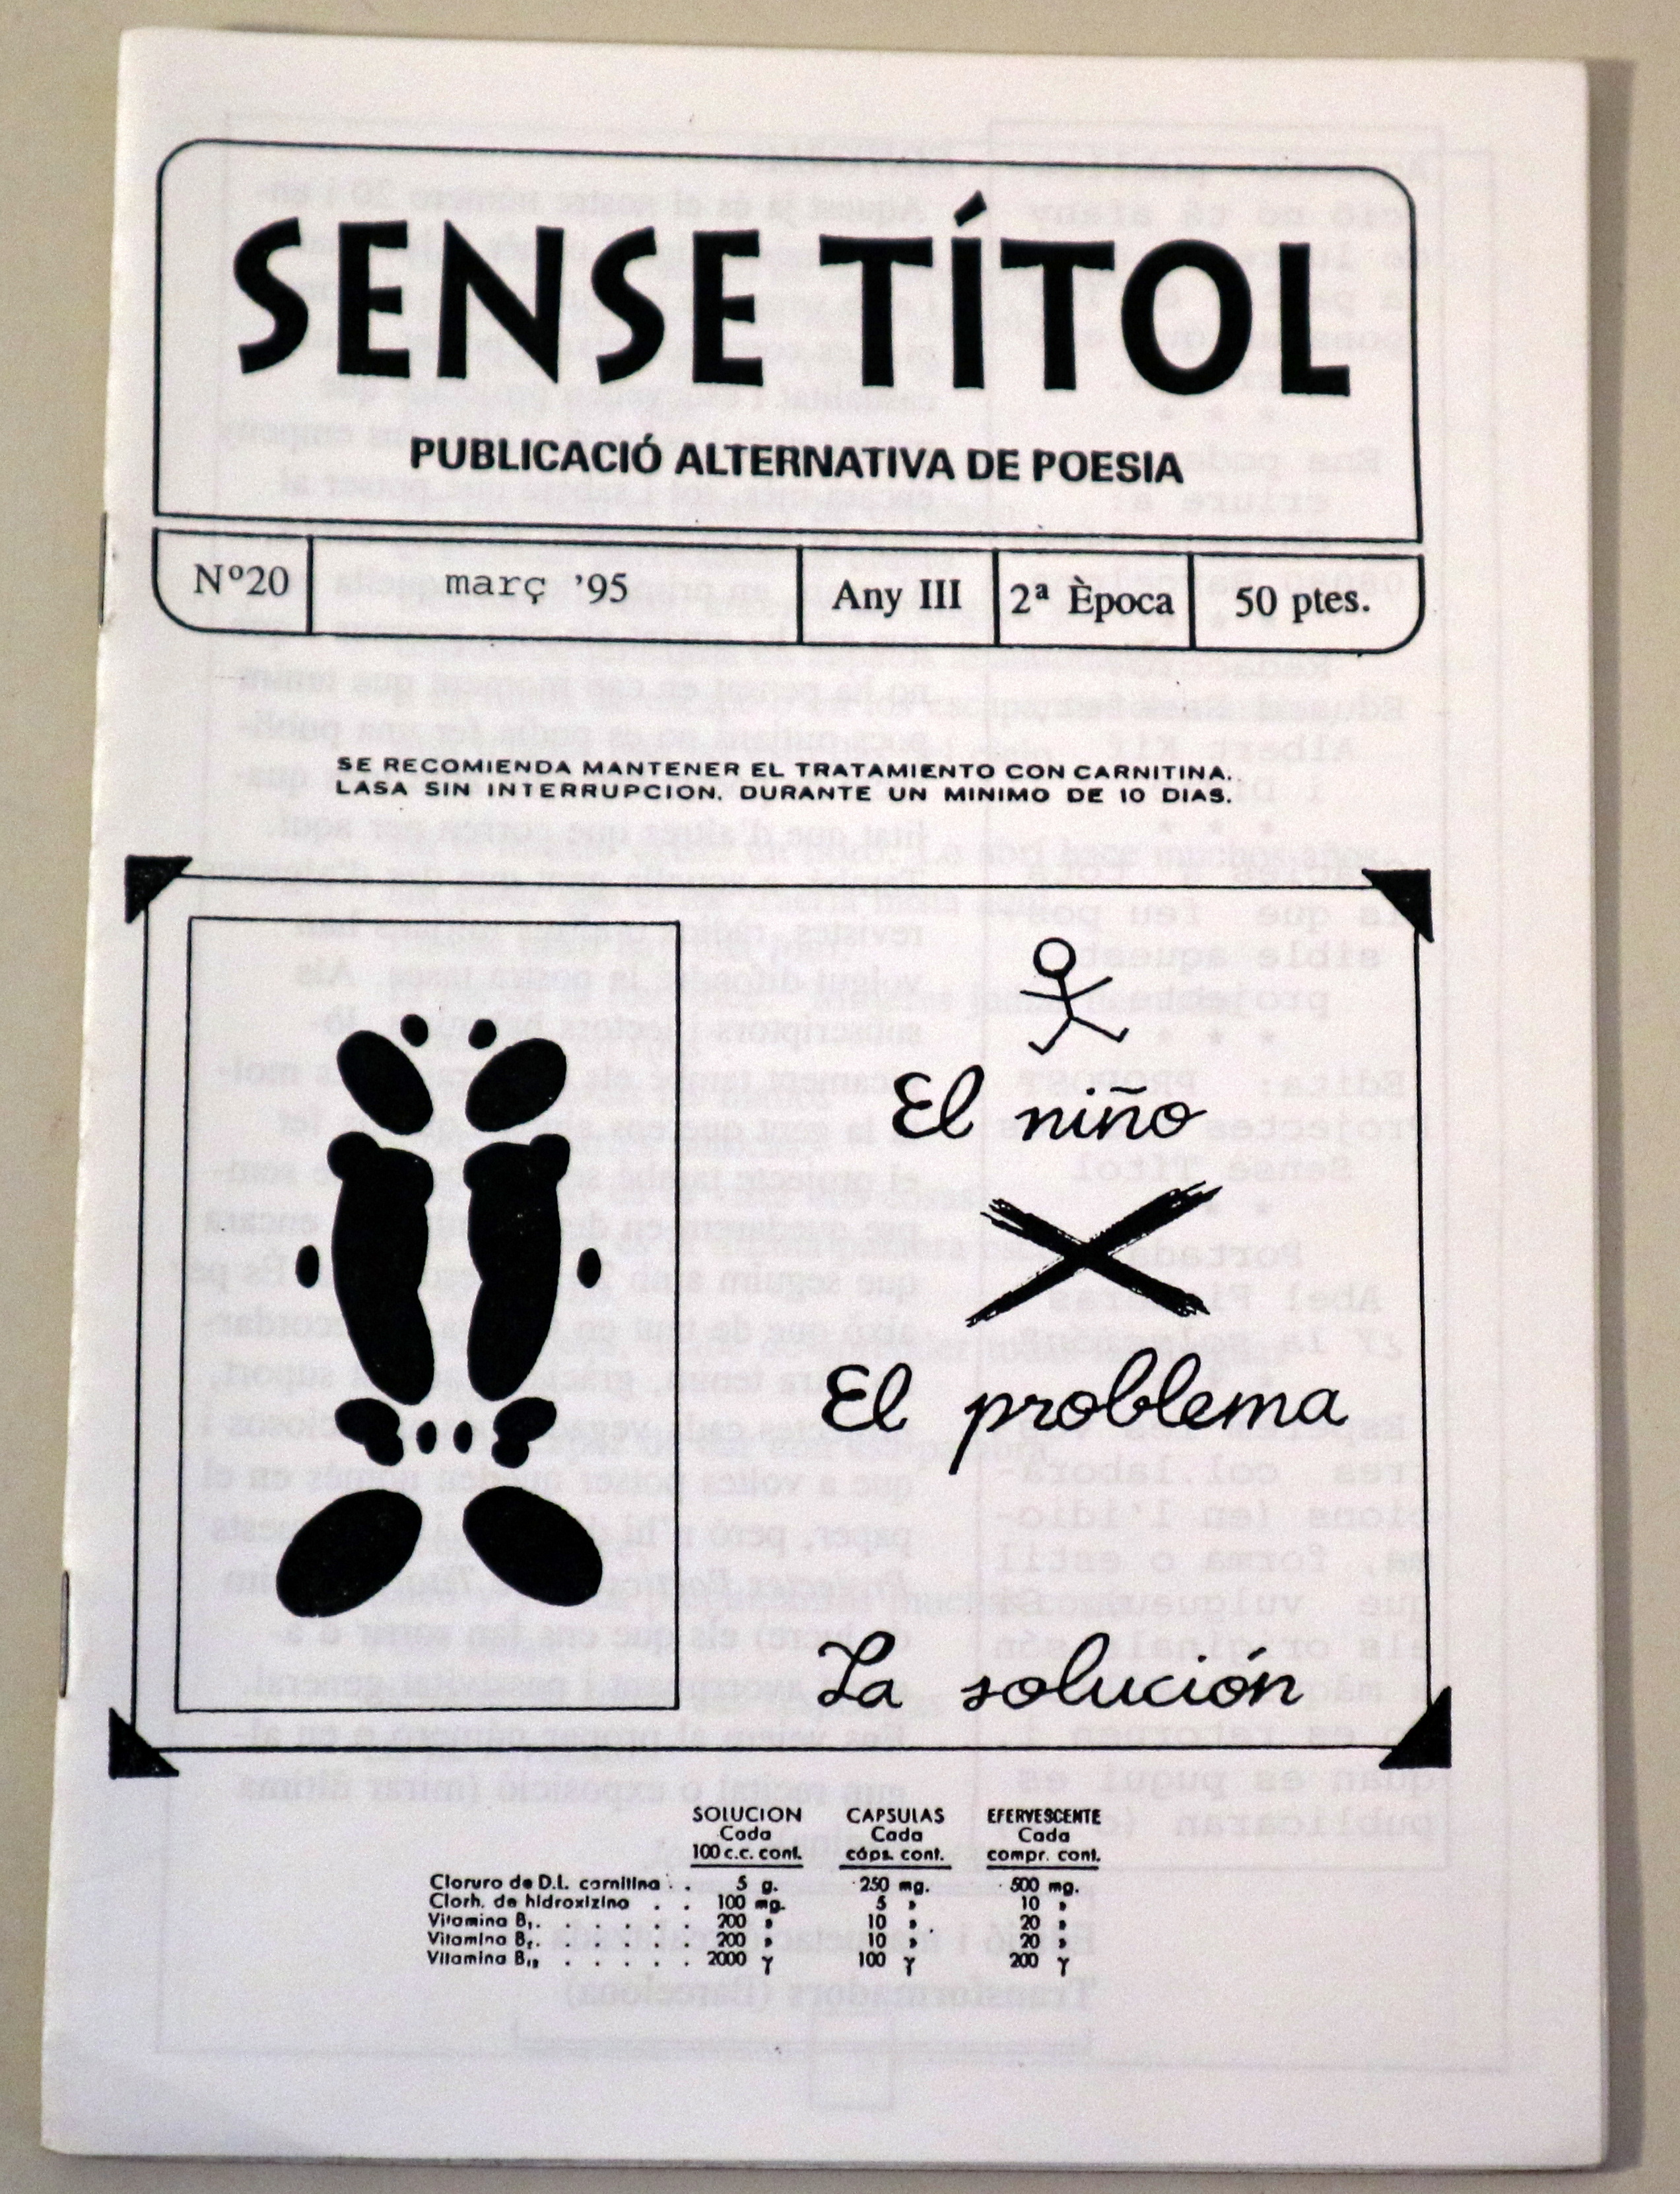 SENSE TÍTOL
PUBLICACIÓ ALTERNATIVA DE POESIA
Nº20 març '95 Any III 2ª Època 50 ptes.
SE RECOMIENDA MANTENER EL TRATAMIENTO CON CARNITINA.
LASA SIN INTERRUPCION. DURANTE UN MINIMO DE 10 DIAS.
El niño
El problema
La solución
SOLUCION CAPSULAS EFERVESCENTE
Cada Cada Cada
100 c.c. cont. cáps. cont. compr. cont.
Cloruro de D.L. carnitina . . 5 g. 250 mg. 500 mg.
Clorh. de hidroxizino . . 100 mg. 5 » 10 »
Vitamina B₁. . . . . . . 200 » 10 » 20 »
Vitamina B₆. . . . . . . 200 » 10 » 20 »
Vitamina B₁₂ . . . . . . 2000 γ 100 γ 200 γ